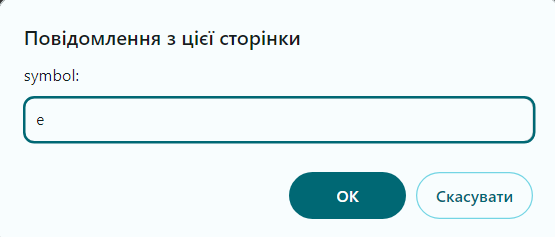 Повідомлення з цієї сторінки
symbol:
e
OK
Скасувати